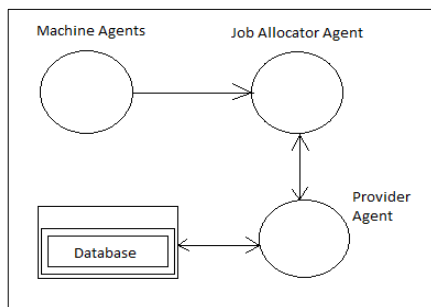 Machine Agents
Job Allocator Agent
Provider
Agent
Database